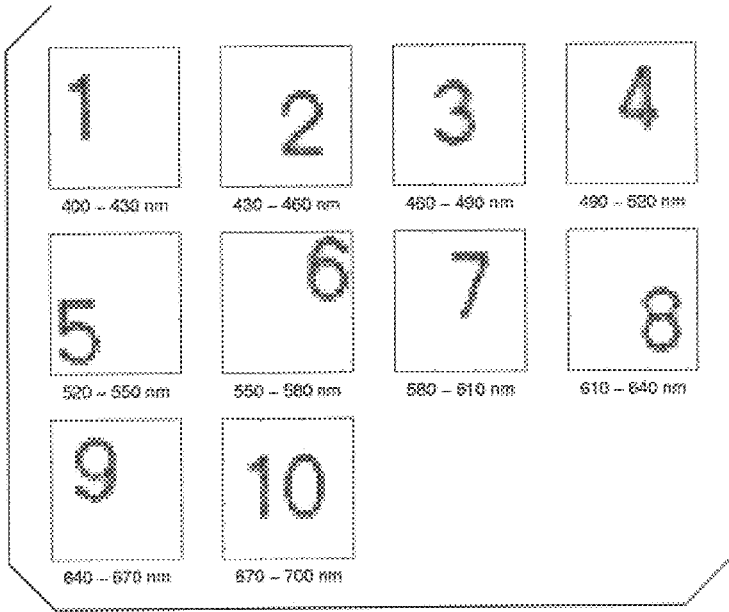 1
400 – 430 nm
2
430 – 460 nm
3
460 – 490 nm
4
490 – 520 nm
5
520 – 550 nm
6
550 – 580 nm
7
580 – 610 nm
8
610 – 640 nm
9
640 – 670 nm
10
670 – 700 nm